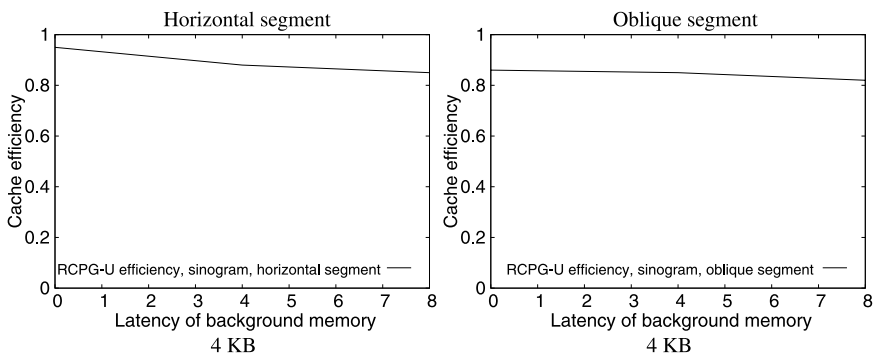 Horizontal segment
1
0.8
0.6
0.4
0.2
0
Cache efficiency
RCPG-U efficiency, sinogram, horizontal segment
0 1 2 3 4 5 6 7 8
Latency of background memory
4 KB
Oblique segment
1
0.8
0.6
0.4
0.2
0
Cache efficiency
RCPG-U efficiency, sinogram, oblique segment
0 1 2 3 4 5 6 7 8
Latency of background memory
4 KB